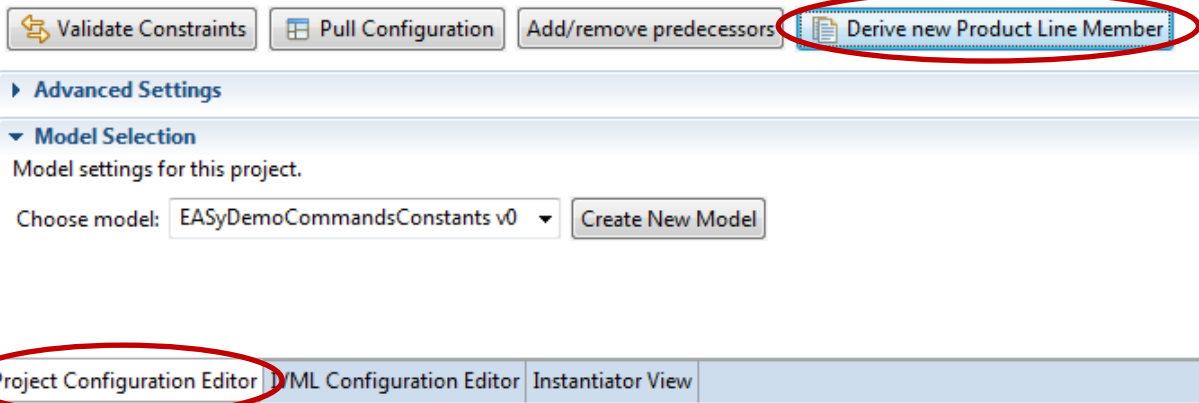 Validate Constraints Pull Configuration Add/remove predecessors Derive new Product Line Member
Advanced Settings
Model Selection
Model settings for this project.
Choose model: EASyDemoCommandsConstants v0 Create New Model
Project Configuration Editor IVML Configuration Editor Instantiator View